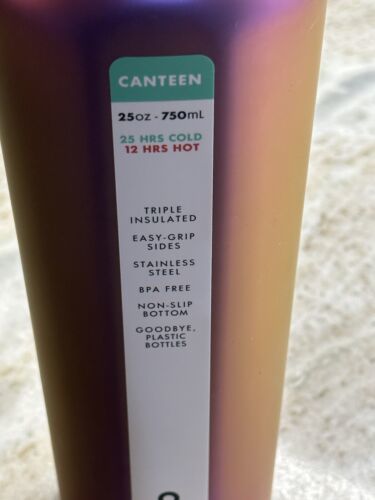 CANTEEN
25oz - 750mL
25 HRS COLD
12 HRS HOT
TRIPLE
INSULATED
EASY-GRIP
SIDES
STAINLESS
STEEL
BPA FREE
NON-SLIP
BOTTOM
GOODBYE,
PLASTIC
BOTTLES